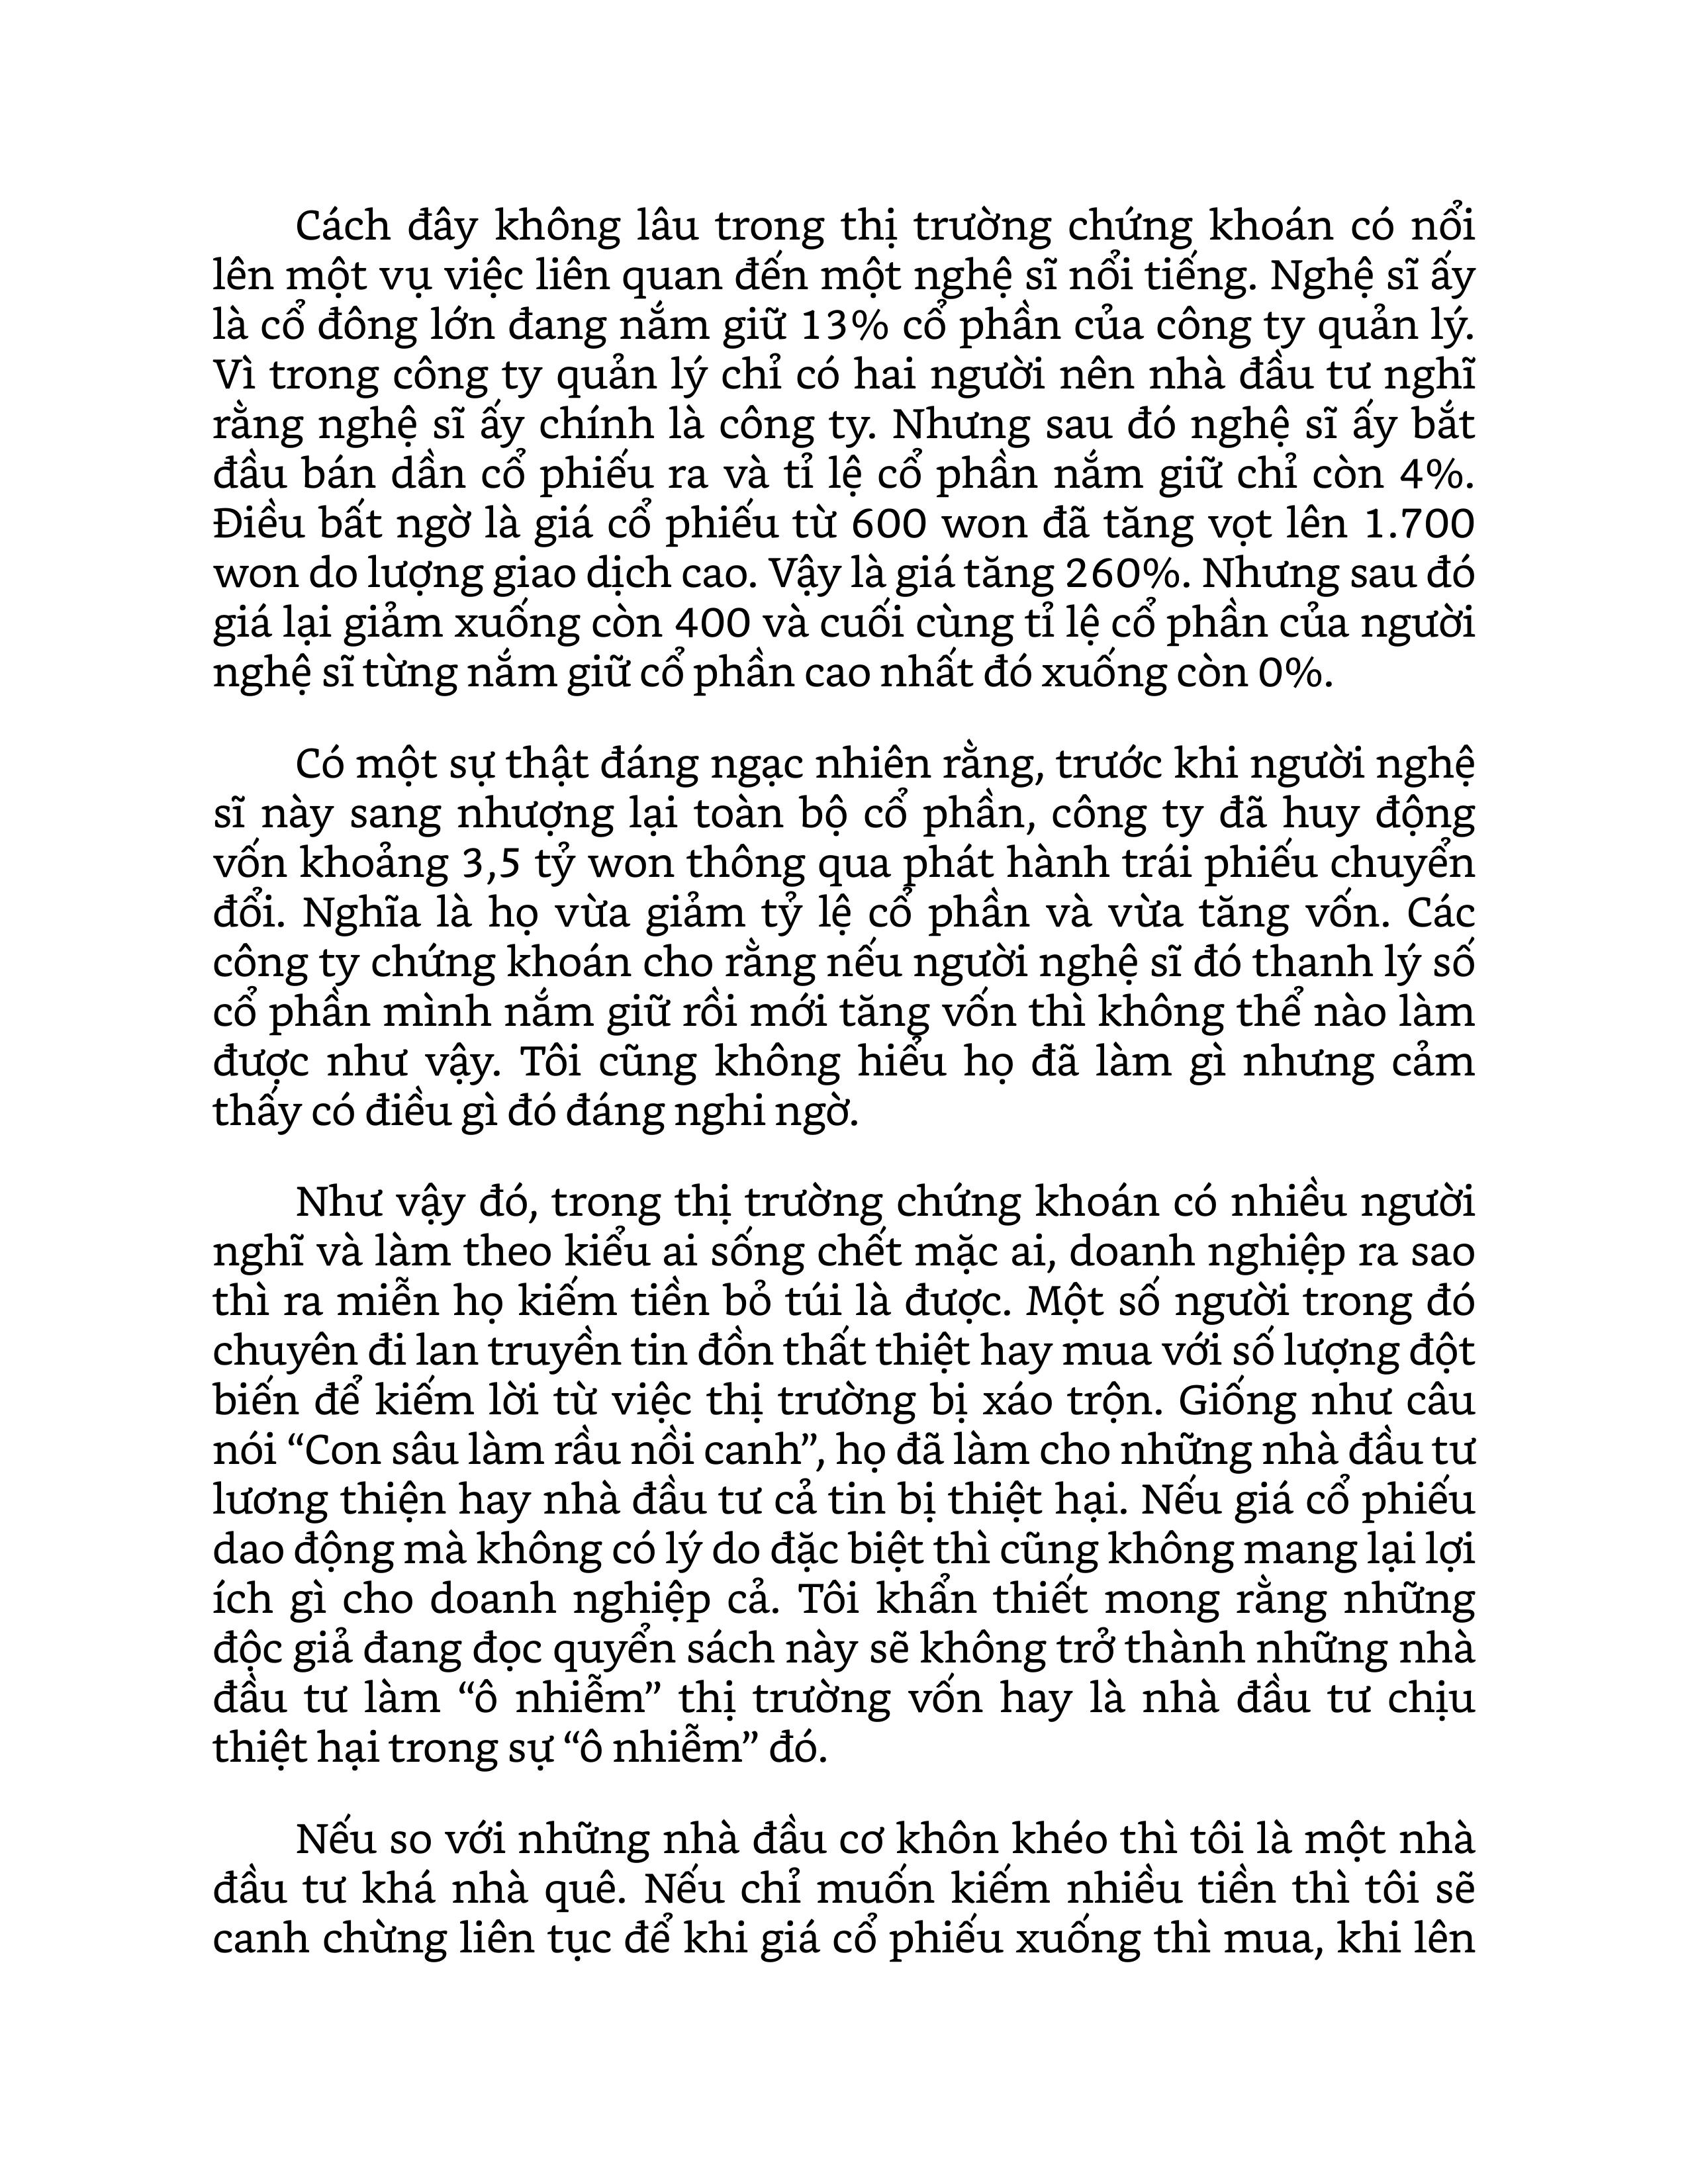 Cách đây không lâu trong thị trường chứng khoán có nổi
lên một vụ việc liên quan đến một nghệ sĩ nổi tiếng. Nghệ sĩ ấy
là cổ đông lớn đang nắm giữ 13% cổ phần của công ty quản lý.
Vì trong công ty quản lý chỉ có hai người nên nhà đầu tư nghĩ
rằng nghệ sĩ ấy chính là công ty. Nhưng sau đó nghệ sĩ ấy bắt
đầu bán dần cổ phiếu ra và tỉ lệ cổ phần nắm giữ chỉ còn 4%.
Điều bất ngờ là giá cổ phiếu từ 600 won đã tăng vọt lên 1.700
won do lượng giao dịch cao. Vậy là giá tăng 260%. Nhưng sau đó
giá lại giảm xuống còn 400 và cuối cùng tỉ lệ cổ phần của người
nghệ sĩ từng nắm giữ cổ phần cao nhất đó xuống còn 0%.
Có một sự thật đáng ngạc nhiên rằng, trước khi người nghệ
sĩ này sang nhượng lại toàn bộ cổ phần, công ty đã huy động
vốn khoảng 3,5 tỷ won thông qua phát hành trái phiếu chuyển
đổi. Nghĩa là họ vừa giảm tỷ lệ cổ phần và vừa tăng vốn. Các
công ty chứng khoán cho rằng nếu người nghệ sĩ đó thanh lý số
cổ phần mình nắm giữ rồi mới tăng vốn thì không thể nào làm
được như vậy. Tôi cũng không hiểu họ đã làm gì nhưng cảm
thấy có điều gì đó đáng nghi ngờ.
Như vậy đó, trong thị trường chứng khoán có nhiều người
nghĩ và làm theo kiểu ai sống chết mặc ai, doanh nghiệp ra sao
thì ra miễn họ kiếm tiền bỏ túi là được. Một số người trong đó
chuyên đi lan truyền tin đồn thất thiệt hay mua với số lượng đột
biến để kiếm lời từ việc thị trường bị xáo trộn. Giống như câu
nói “Con sâu làm rầu nồi canh”, họ đã làm cho những nhà đầu tư
lương thiện hay nhà đầu tư cả tin bị thiệt hại. Nếu giá cổ phiếu
dao động mà không có lý do đặc biệt thì cũng không mang lại lợi
ích gì cho doanh nghiệp cả. Tôi khẩn thiết mong rằng những
độc giả đang đọc quyển sách này sẽ không trở thành những nhà
đầu tư làm “ô nhiễm” thị trường vốn hay là nhà đầu tư chịu
thiệt hại trong sự “ô nhiễm” đó.
Nếu so với những nhà đầu cơ khôn khéo thì tôi là một nhà
đầu tư khá nhà quê. Nếu chỉ muốn kiếm nhiều tiền thì tôi sẽ
canh chừng liên tục để khi giá cổ phiếu xuống thì mua, khi lên